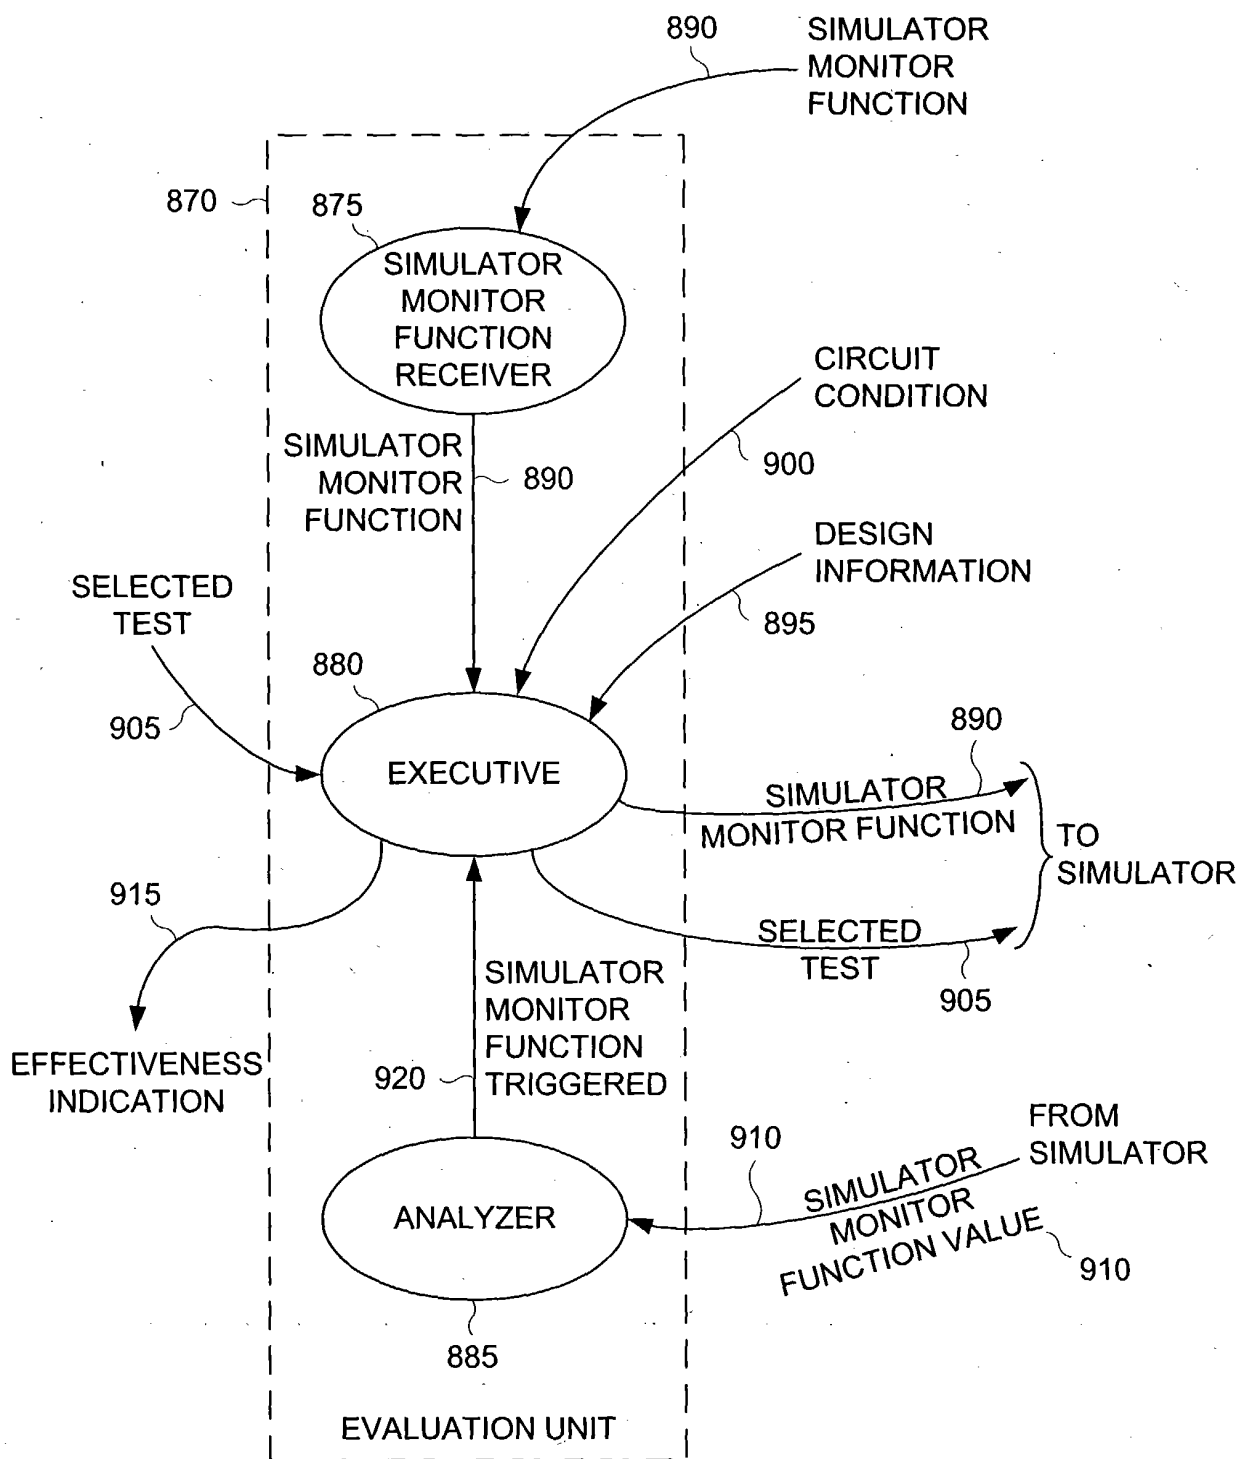 890
SIMULATOR
MONITOR
FUNCTION
870
875
SIMULATOR
MONITOR
FUNCTION
RECEIVER
CIRCUIT
CONDITION
900
SIMULATOR
MONITOR
FUNCTION
890
DESIGN
INFORMATION
895
SELECTED
TEST
905
880
EXECUTIVE
890
SIMULATOR
MONITOR FUNCTION
TO
SIMULATOR
SELECTED
TEST
905
915
EFFECTIVENESS
INDICATION
SIMULATOR
MONITOR
FUNCTION
TRIGGERED
920
FROM
SIMULATOR
910
SIMULATOR
MONITOR
FUNCTION VALUE
910
ANALYZER
885
EVALUATION UNIT